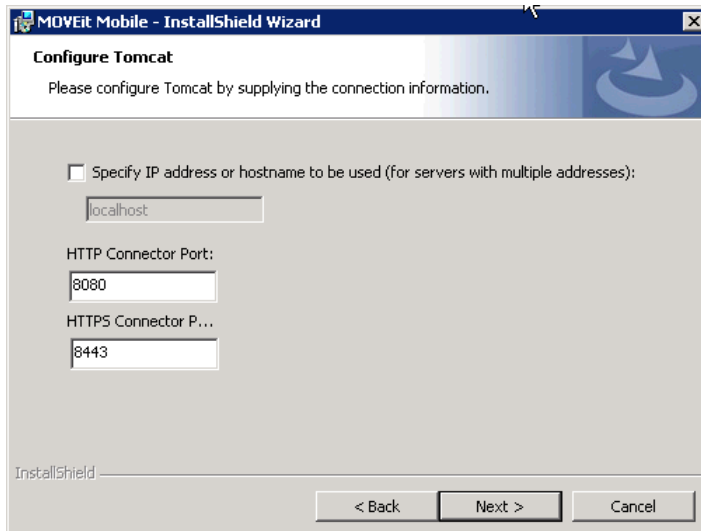 MOVEit Mobile - InstallShield Wizard
Configure Tomcat
Please configure Tomcat by supplying the connection information.
Specify IP address or hostname to be used (for servers with multiple addresses):
localhost
HTTP Connector Port:
8080
HTTPS Connector P...
8443
InstallShield
< Back Next > Cancel